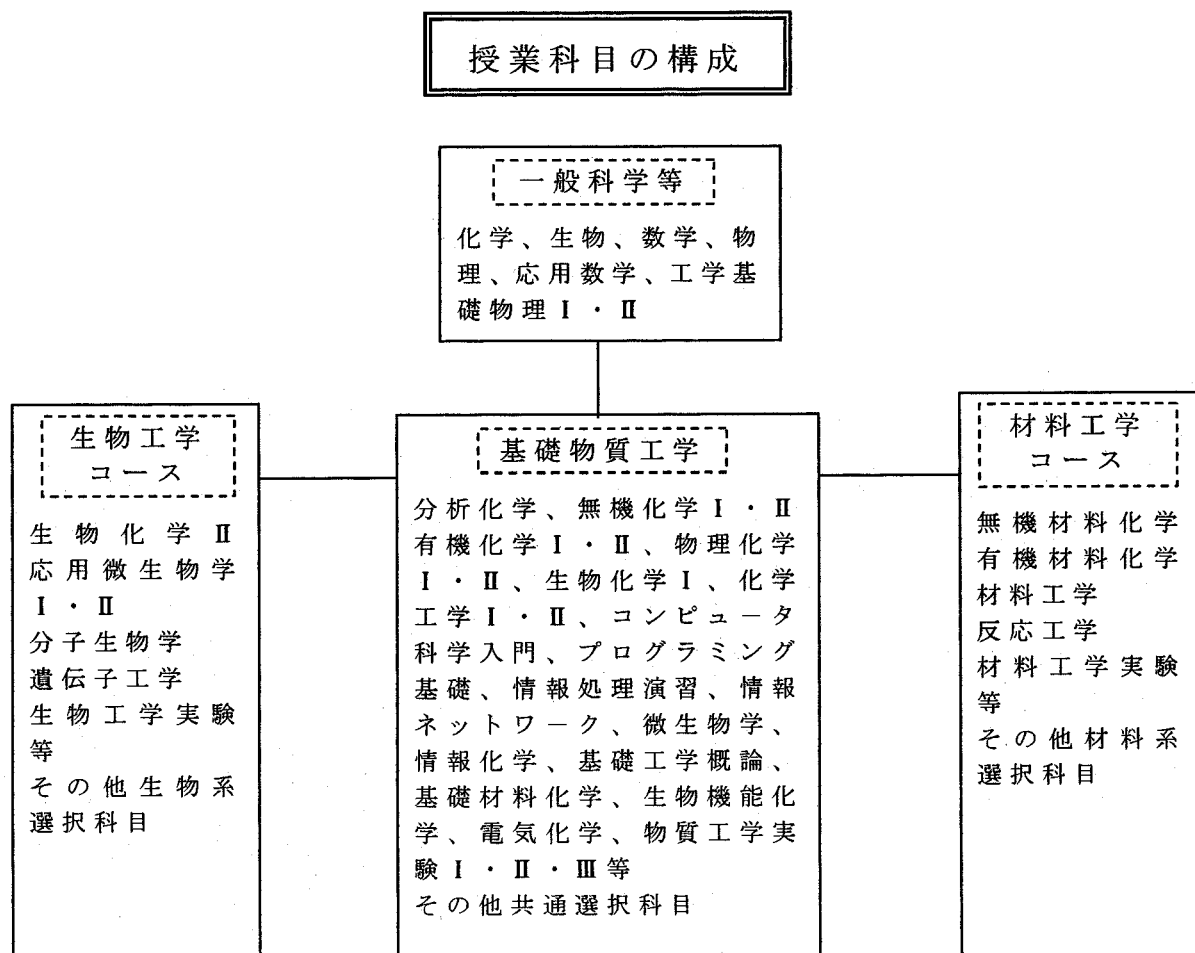 授業科目の構成
一般科学等
化学、生物、数学、物
理、応用数学、工学基
礎物理Ⅰ・Ⅱ
生物工学
コース
生物化学Ⅱ
応用微生物学
Ⅰ・Ⅱ
分子生物学
遺伝子工学
生物工学実験
等
その他生物系
選択科目
基礎物質工学
分析化学、無機化学Ⅰ・Ⅱ
有機化学Ⅰ・Ⅱ、物理化学
Ⅰ・Ⅱ、生物化学Ⅰ、化学
工学Ⅰ・Ⅱ、コンピュータ
科学入門、プログラミング
基礎、情報処理演習、情報
ネットワーク、微生物学、
情報化学、基礎工学概論、
基礎材料化学、生物機能化
学、電気化学、物質工学実
験Ⅰ・Ⅱ・Ⅲ等
その他共通選択科目
材料工学
コース
無機材料化学
有機材料化学
材料工学
反応工学
材料工学実験
等
その他材料系
選択科目